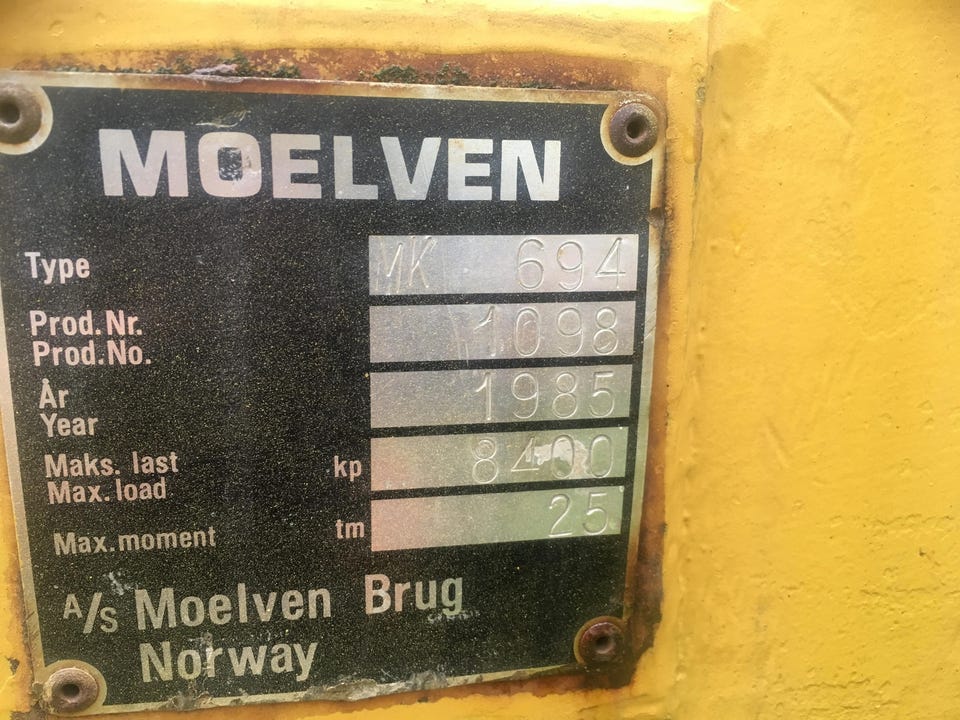 MOELVEN
Type MK 694
Prod.Nr.
Prod.No. 1098
År
Year 1985
Maks. last
Max. load kp 8400
Max. moment tm 25
A/S Moelven Brug
Norway